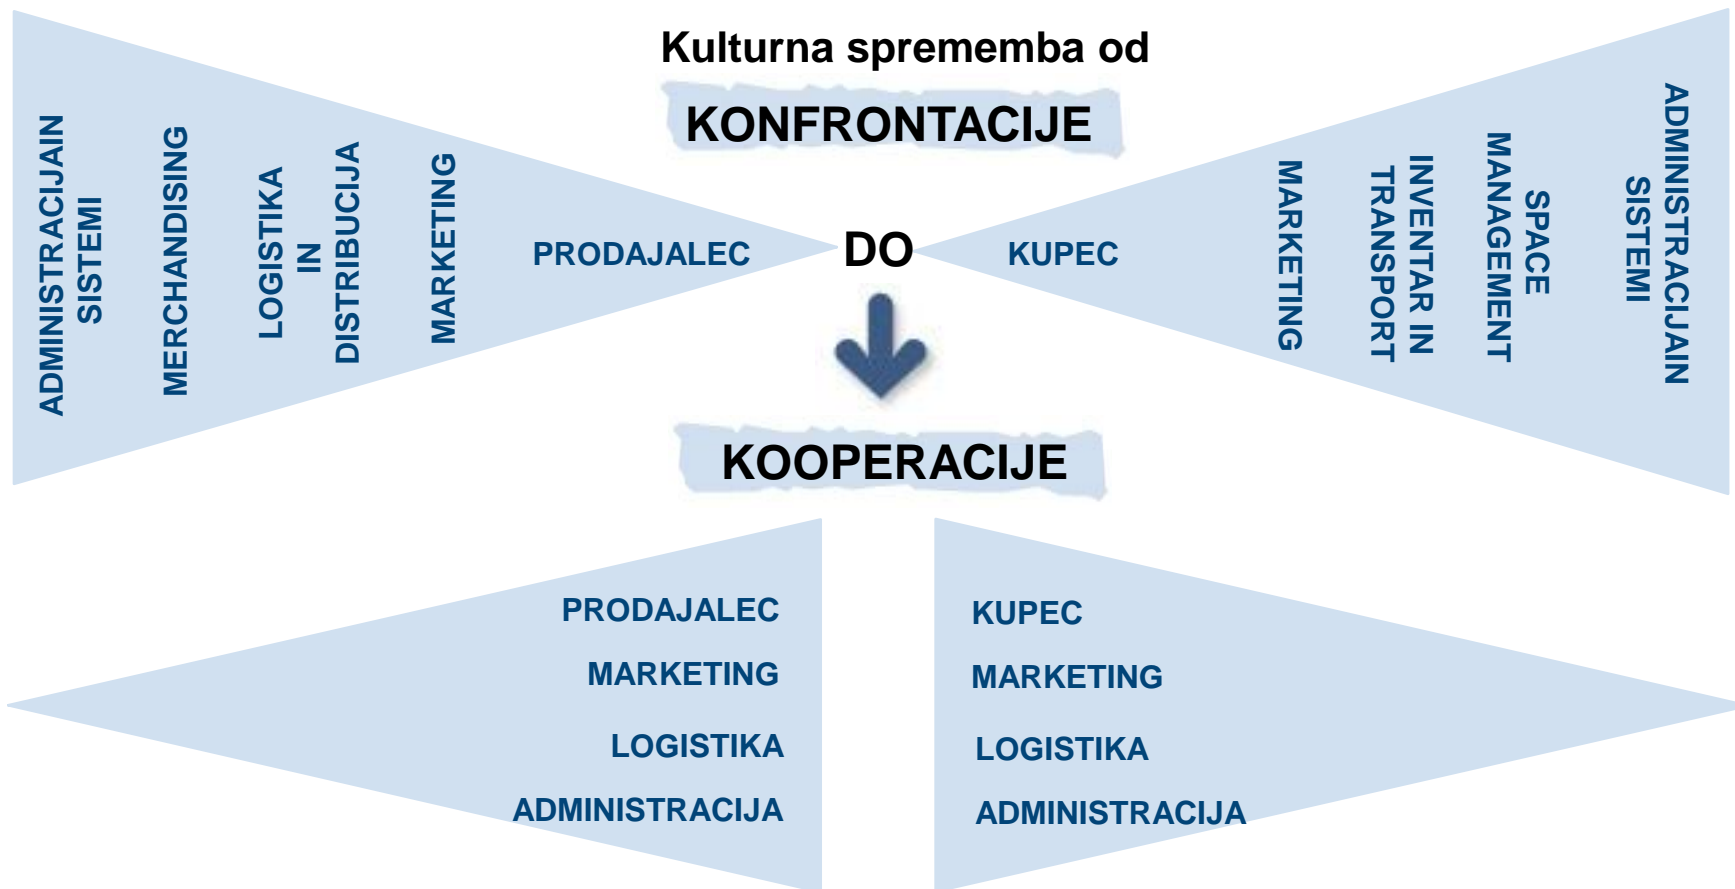 Kulturna sprememba od
KONFRONTACIJE
ADMINISTRACIJAIN
SISTEMI
MERCHANDISING
LOGISTIKA
IN
DISTRIBUCIJA
MARKETING
PRODAJALEC
DO
KUPEC
MARKETING
INVENTAR IN
TRANSPORT
SPACE
MANAGEMENT
ADMINISTRACIJAIN
SISTEMI
KOOPERACIJE
PRODAJALEC
MARKETING
LOGISTIKA
ADMINISTRACIJA
KUPEC
MARKETING
LOGISTIKA
ADMINISTRACIJA